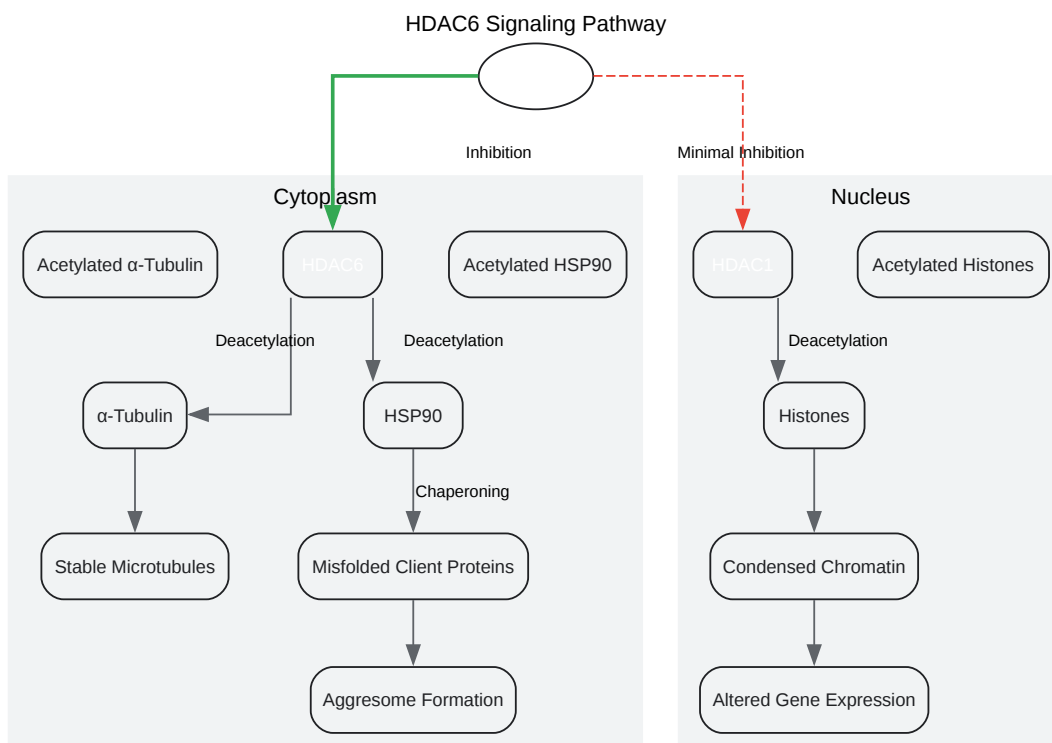 HDAC6 Signaling Pathway
Inhibition
Minimal Inhibition
Cytoplasm
Nucleus
Acetylated α-Tubulin
HDAC6
Acetylated HSP90
HDAC1
Acetylated Histones
Deacetylation
Deacetylation
Deacetylation
α-Tubulin
HSP90
Histones
Chaperoning
Stable Microtubules
Misfolded Client Proteins
Condensed Chromatin
Aggresome Formation
Altered Gene Expression